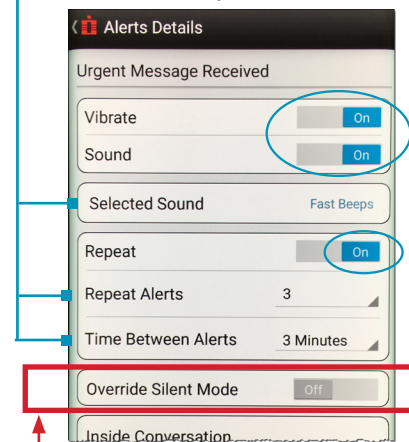 Alerts Details
Urgent Message Received
Vibrate On
Sound On
Selected Sound Fast Beeps
Repeat On
Repeat Alerts 3
Time Between Alerts 3 Minutes
Override Silent Mode Off
Inside Conversation